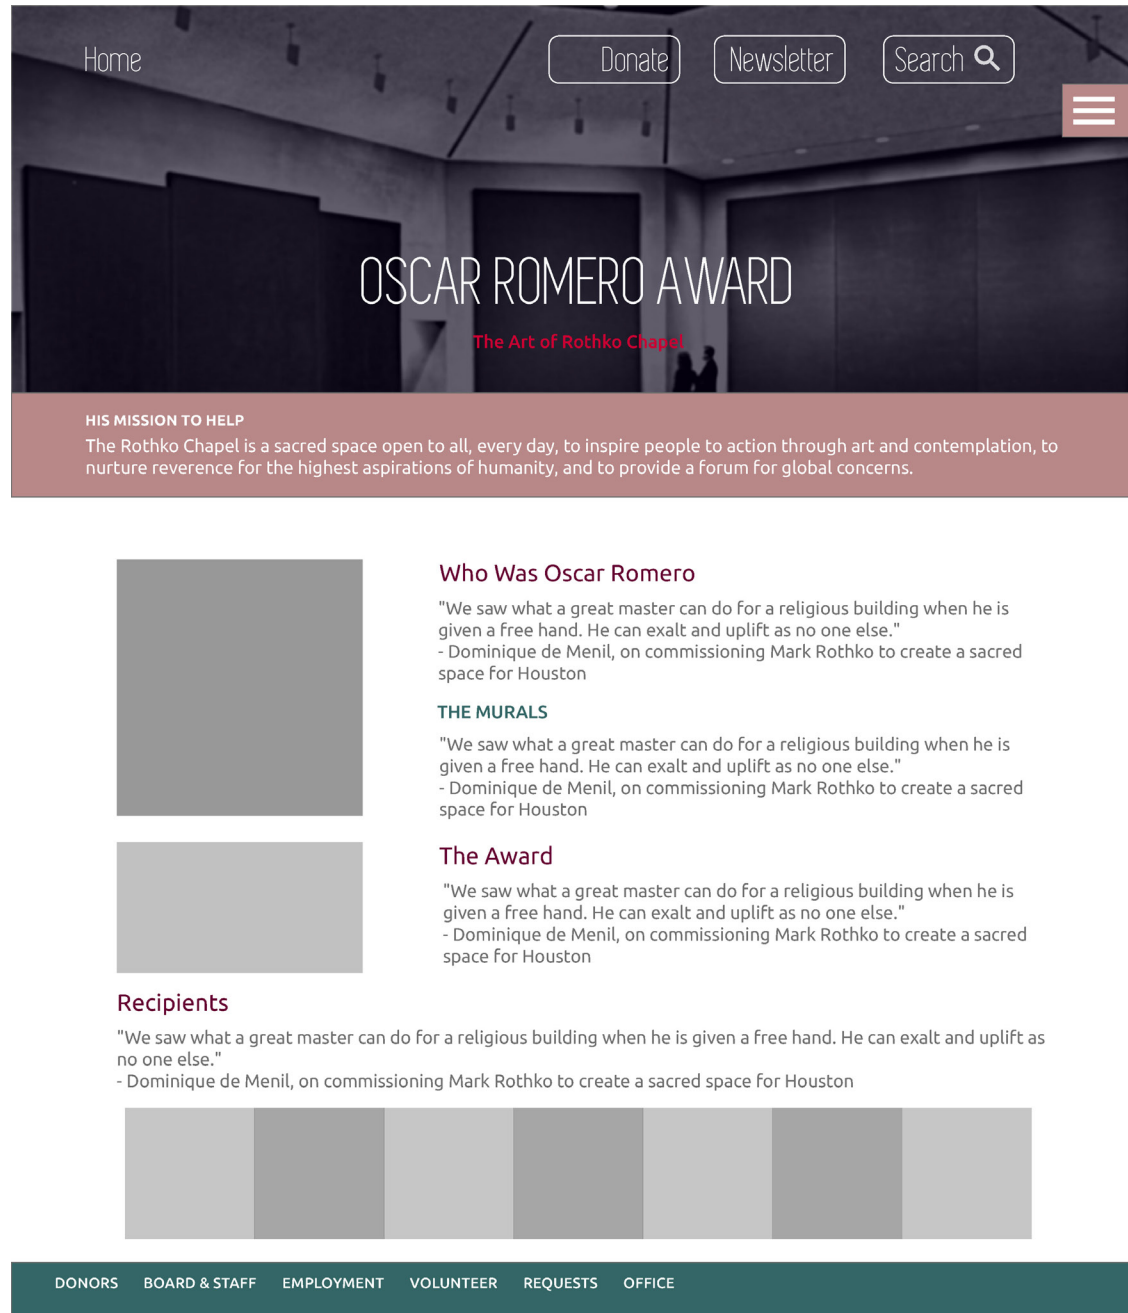 Home
Donate
Newsletter
Search
OSCAR ROMERO AWARD
The Art of Rothko Chapel
HIS MISSION TO HELP
The Rothko Chapel is a sacred space open to all, every day, to inspire people to action through art and contemplation, to
nurture reverence for the highest aspirations of humanity, and to provide a forum for global concerns.
Who Was Oscar Romero
"We saw what a great master can do for a religious building when he is
given a free hand. He can exalt and uplift as no one else."
- Dominique de Menil, on commissioning Mark Rothko to create a sacred
space for Houston
THE MURALS
"We saw what a great master can do for a religious building when he is
given a free hand. He can exalt and uplift as no one else."
- Dominique de Menil, on commissioning Mark Rothko to create a sacred
space for Houston
The Award
"We saw what a great master can do for a religious building when he is
given a free hand. He can exalt and uplift as no one else."
- Dominique de Menil, on commissioning Mark Rothko to create a sacred
space for Houston
Recipients
"We saw what a great master can do for a religious building when he is given a free hand. He can exalt and uplift as
no one else."
- Dominique de Menil, on commissioning Mark Rothko to create a sacred space for Houston
DONORS BOARD & STAFF EMPLOYMENT VOLUNTEER REQUESTS OFFICE